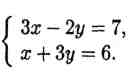 3x − 2y = 7,
x + 3y = 6.